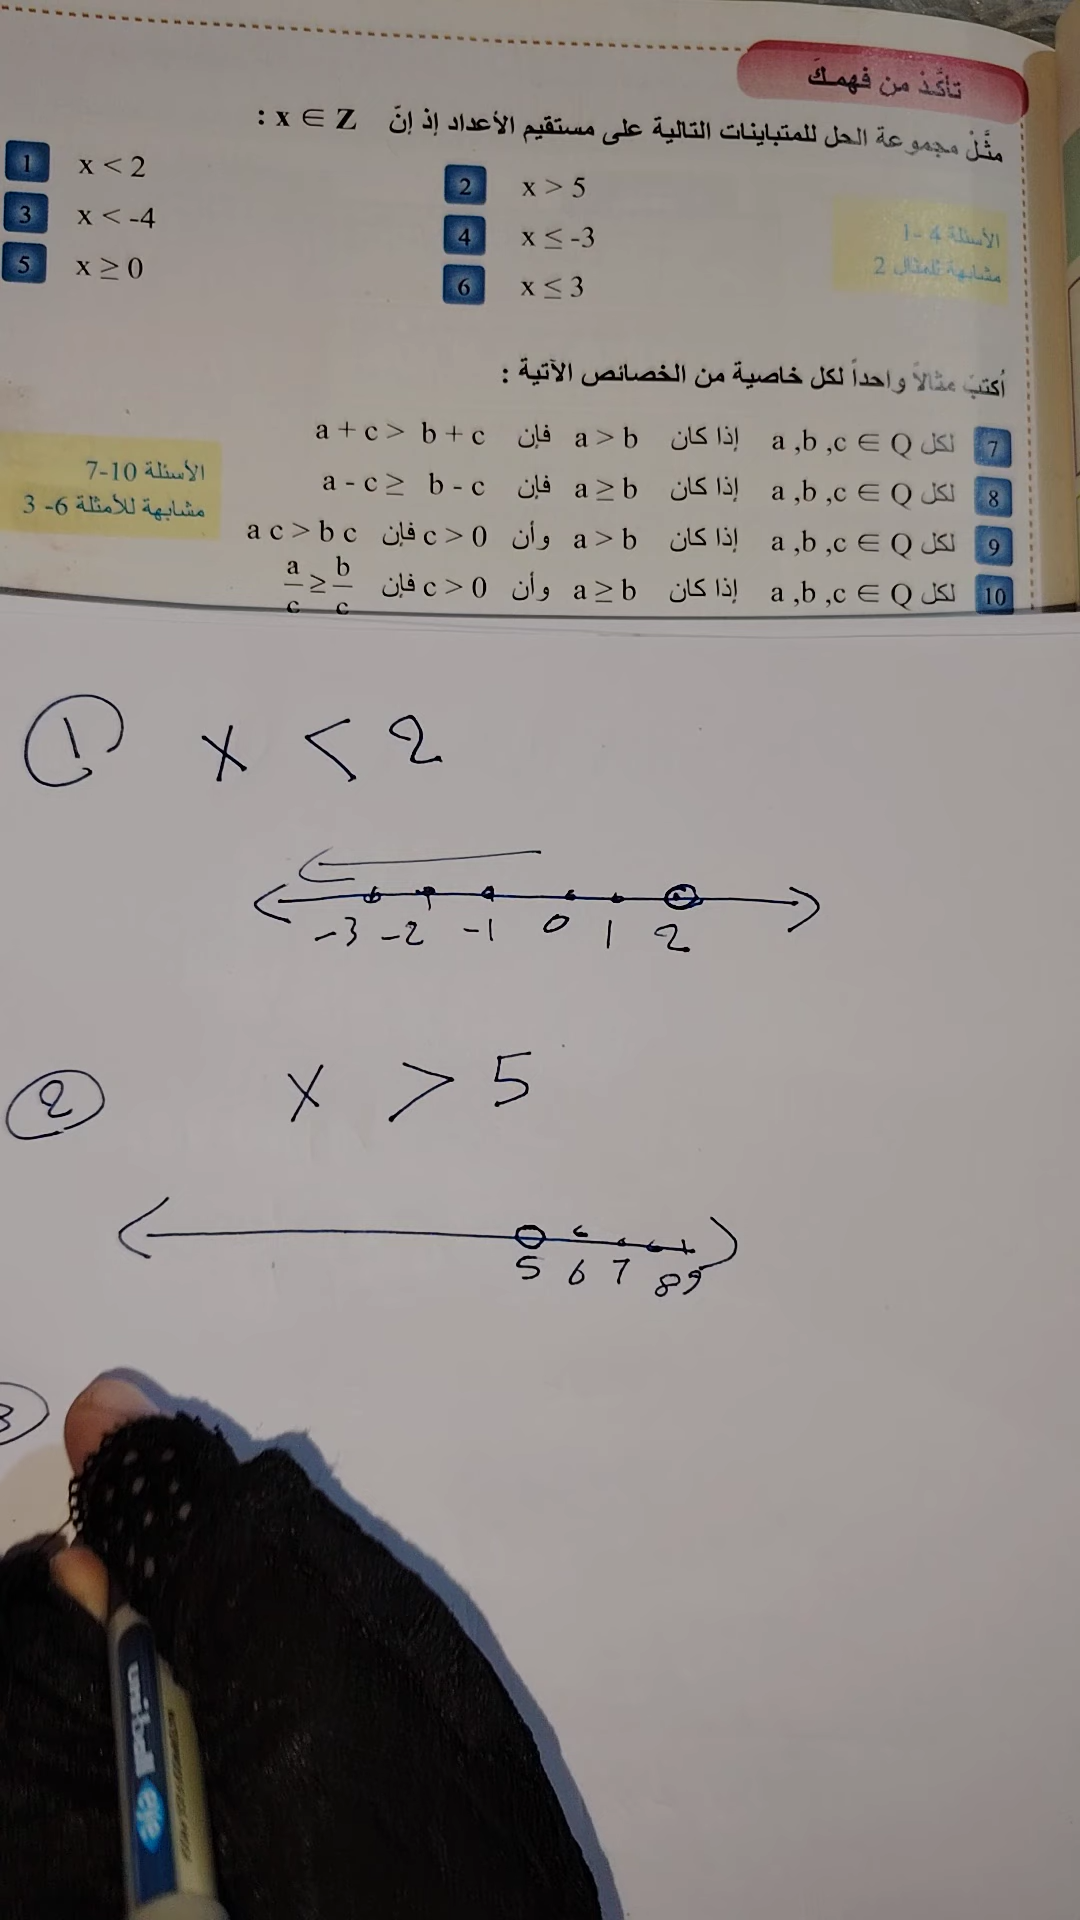 تأكَّدْ من فهمكَ
مثَّلْ مجموعة الحل للمتباينات التالية على مستقيم الأعداد إذ إنّ x ∈ Z :
1 x < 2
2 x > 5
3 x < -4
4 x ≤ -3
5 x ≥ 0
6 x ≤ 3
الأسئلة 4 -1
مشابهة للمثال 2
أكتبْ مثالاً واحداً لكل خاصية من الخصائص الآتية :
7 لكل a ,b ,c ∈ Q إذا كان a > b فإن a + c > b + c
8 لكل a ,b ,c ∈ Q إذا كان a ≥ b فإن a - c ≥ b - c
9 لكل a ,b ,c ∈ Q إذا كان a > b وأن c > 0 فإن a c > b c
10 لكل a ,b ,c ∈ Q إذا كان a ≥ b وأن c > 0 فإن a/c ≥ b/c
الأسئلة 10-7
مشابهة للأمثلة 6- 3
1 x < 2
-3 -2 -1 0 1 2
2 x > 5
5 6 7 8 9
3